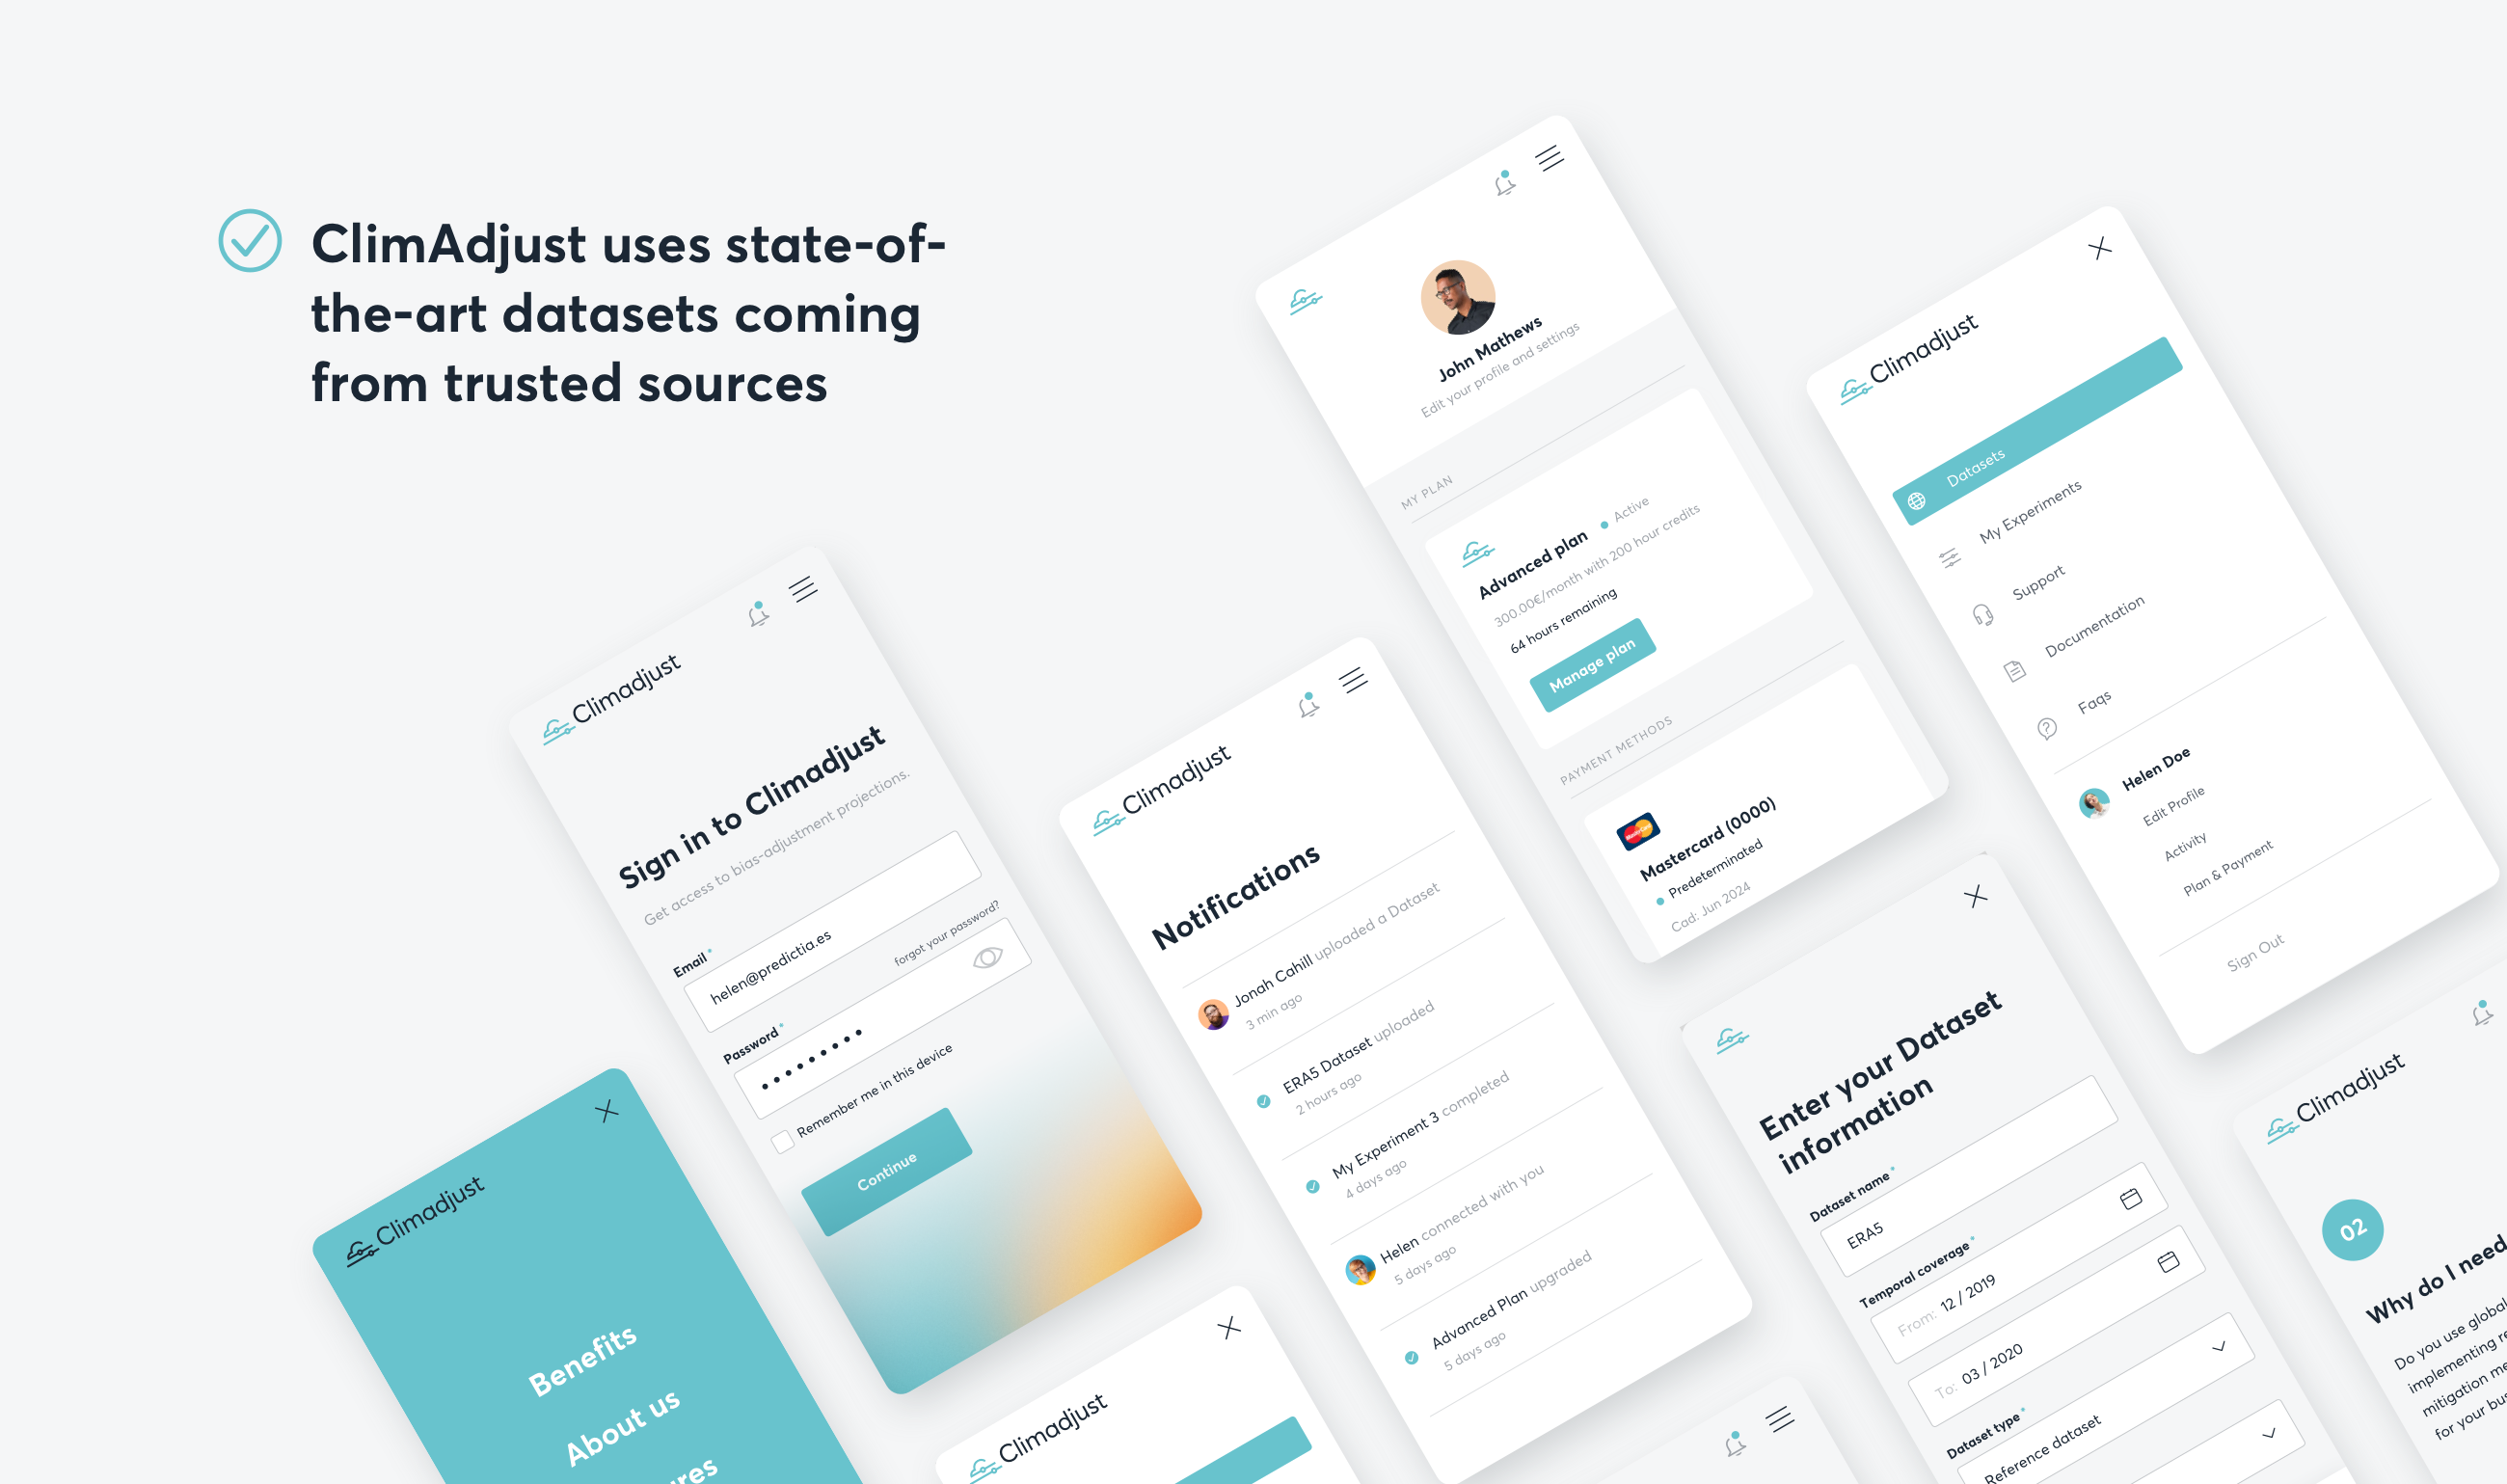 ClimAdjust uses state-of-
the-art datasets coming
from trusted sources
John Mathews
Edit your profile and settings
MY PLAN
Advanced plan
Active
300.00€/month with 200 hour credits
64 hours remaining
Manage plan
PAYMENT METHODS
MasterCard
Mastercard (0000)
Predeterminated
Cad: Jun 2024
Climadjust
Datasets
My Experiments
Support
Documentation
Faqs
Helen Doe
Edit Profile
Activity
Plan & Payment
Sign Out
Climadjust
Sign in to Climadjust
Get access to bias-adjustment projections.
Email *
helen@predictia.es
Password *
forgot your password?
Remember me in this device
Continue
Climadjust
Notifications
Jonah Cahill uploaded a Dataset
3 min ago
ERA5 Dataset uploaded
2 hours ago
My Experiment 3 completed
4 days ago
Helen connected with you
5 days ago
Advanced Plan upgraded
5 days ago
Enter your Dataset
information
Dataset name *
ERA5
Temporal coverage *
From: 12 / 2019
To: 03 / 2020
Dataset type *
Reference dataset
Climadjust
02
Why do I need
Do you use global
implementing re
mitigation me
for your bus
Climadjust
Benefits
About us
Climadjust